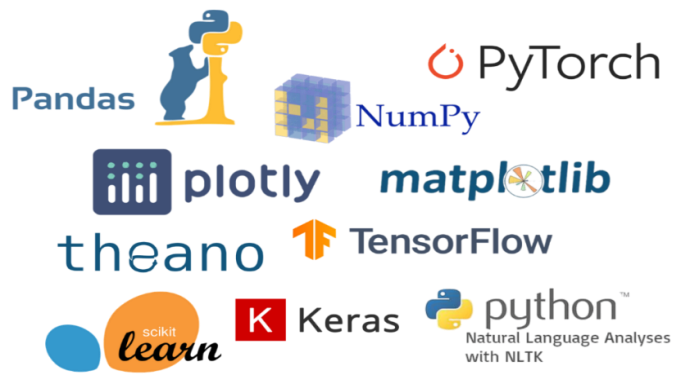 Pandas
PyTorch
NumPy
plotly
matplotlib
theano
TensorFlow
scikit
learn
K Keras
python™
Natural Language Analyses
with NLTK